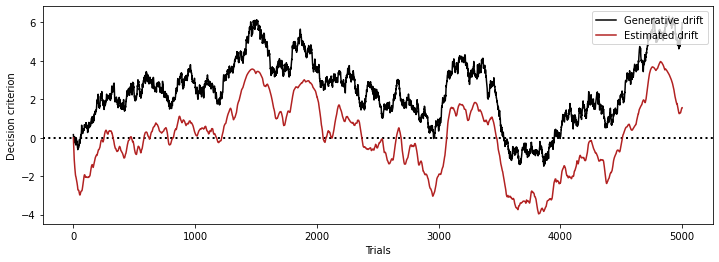 Generative drift
Estimated drift
Decision criterion
6
4
2
0
−2
−4
0 1000 2000 3000 4000 5000
Trials